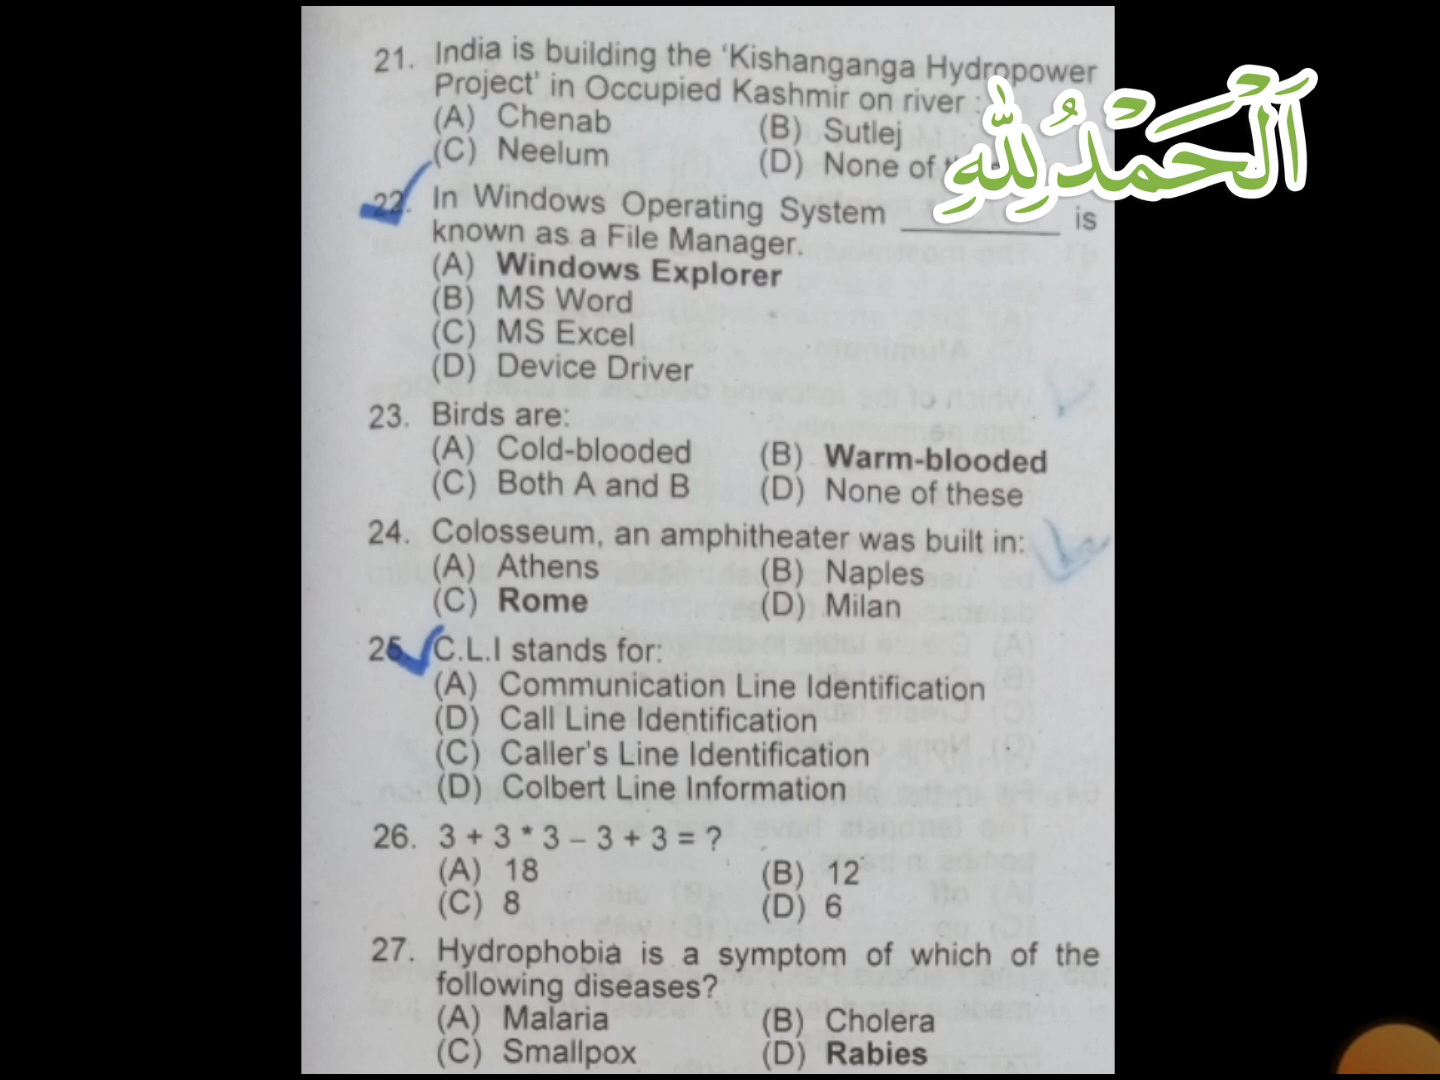 21. India is building the 'Kishanganga Hydropower
Project' in Occupied Kashmir on river :
(A) Chenab (B) Sutlej
(C) Neelum (D) None of
اَلْحَمْدُلِلّٰهِ
22. In Windows Operating System ________ is
known as a File Manager.
(A) Windows Explorer
(B) MS Word
(C) MS Excel
(D) Device Driver
23. Birds are:
(A) Cold-blooded (B) Warm-blooded
(C) Both A and B (D) None of these
24. Colosseum, an amphitheater was built in:
(A) Athens (B) Naples
(C) Rome (D) Milan
25. C.L.I stands for:
(A) Communication Line Identification
(D) Call Line Identification
(C) Caller's Line Identification
(D) Colbert Line Information
26. 3 + 3 * 3 – 3 + 3 = ?
(A) 18 (B) 12
(C) 8 (D) 6
27. Hydrophobia is a symptom of which of the
following diseases?
(A) Malaria (B) Cholera
(C) Smallpox (D) Rabies